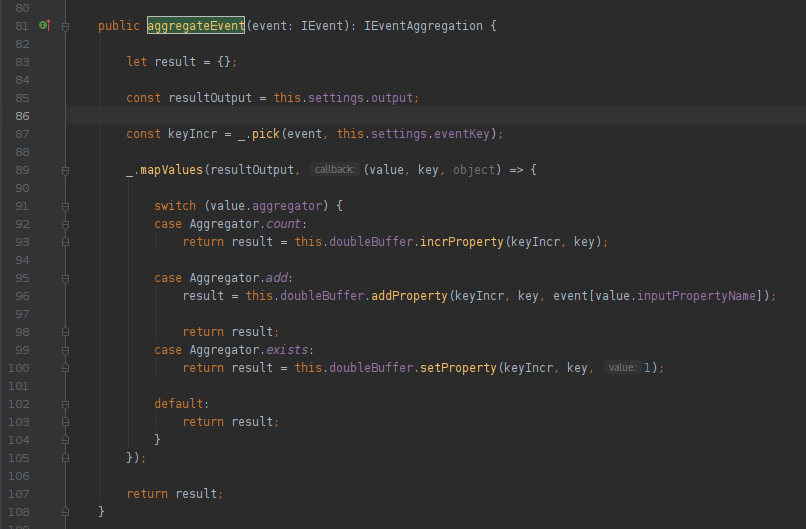 80
81 public aggregateEvent(event: IEvent): IEventAggregation {
82
83 let result = {};
84
85 const resultOutput = this.settings.output;
86
87 const keyIncr = _.pick(event, this.settings.eventKey);
88
89 _.mapValues(resultOutput, callback: (value, key, object) => {
90
91 switch (value.aggregator) {
92 case Aggregator.count:
93 return result = this.doubleBuffer.incrProperty(keyIncr, key);
94
95 case Aggregator.add:
96 result = this.doubleBuffer.addProperty(keyIncr, key, event[value.inputPropertyName]);
97
98 return result;
99 case Aggregator.exists:
100 return result = this.doubleBuffer.setProperty(keyIncr, key, value: 1);
101
102 default:
103 return result;
104 }
105 });
106
107 return result;
108 }